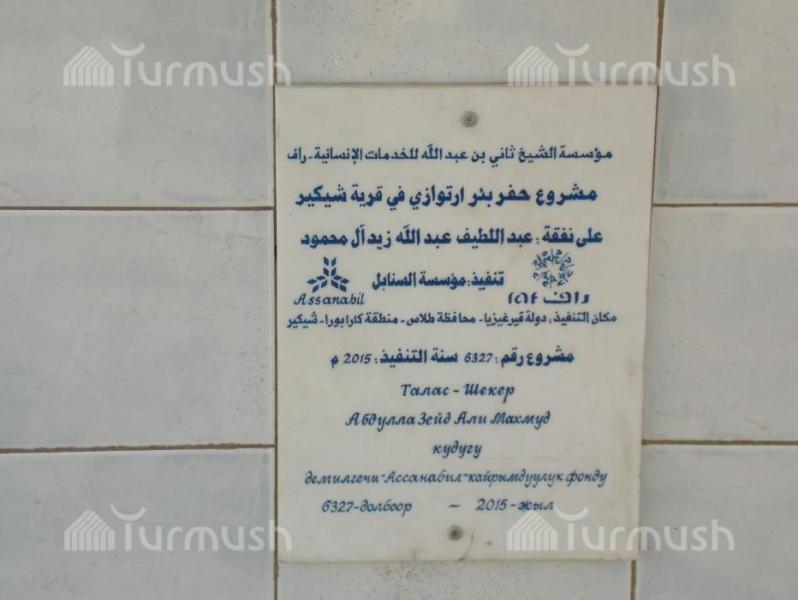 Turmush Turmush
مؤسسة الشيخ ثاني بن عبد الله للخدمات الإنسانية - راف
مشروع حفر بئر ارتوازي في قرية شيكير
على نفقة : عبد اللطيف عبد الله زيد آل محمود
تنفيذ : مؤسسة السنابل
Assanabil
راف raf
مكان التنفيذ : دولة قيرغيزيا - محافظة طلاس - منطقة كارابورا - شيكير
مشروع رقم : 6327 سنة التنفيذ : 2015 م
Талас - Шекер
Абдулла Зейд Али Махмуд
кудугу
демилгечи-Ассанабил-кайрымдуулук фонду
6327-долбоор ~ 2015-жыл
Turmush Turmush